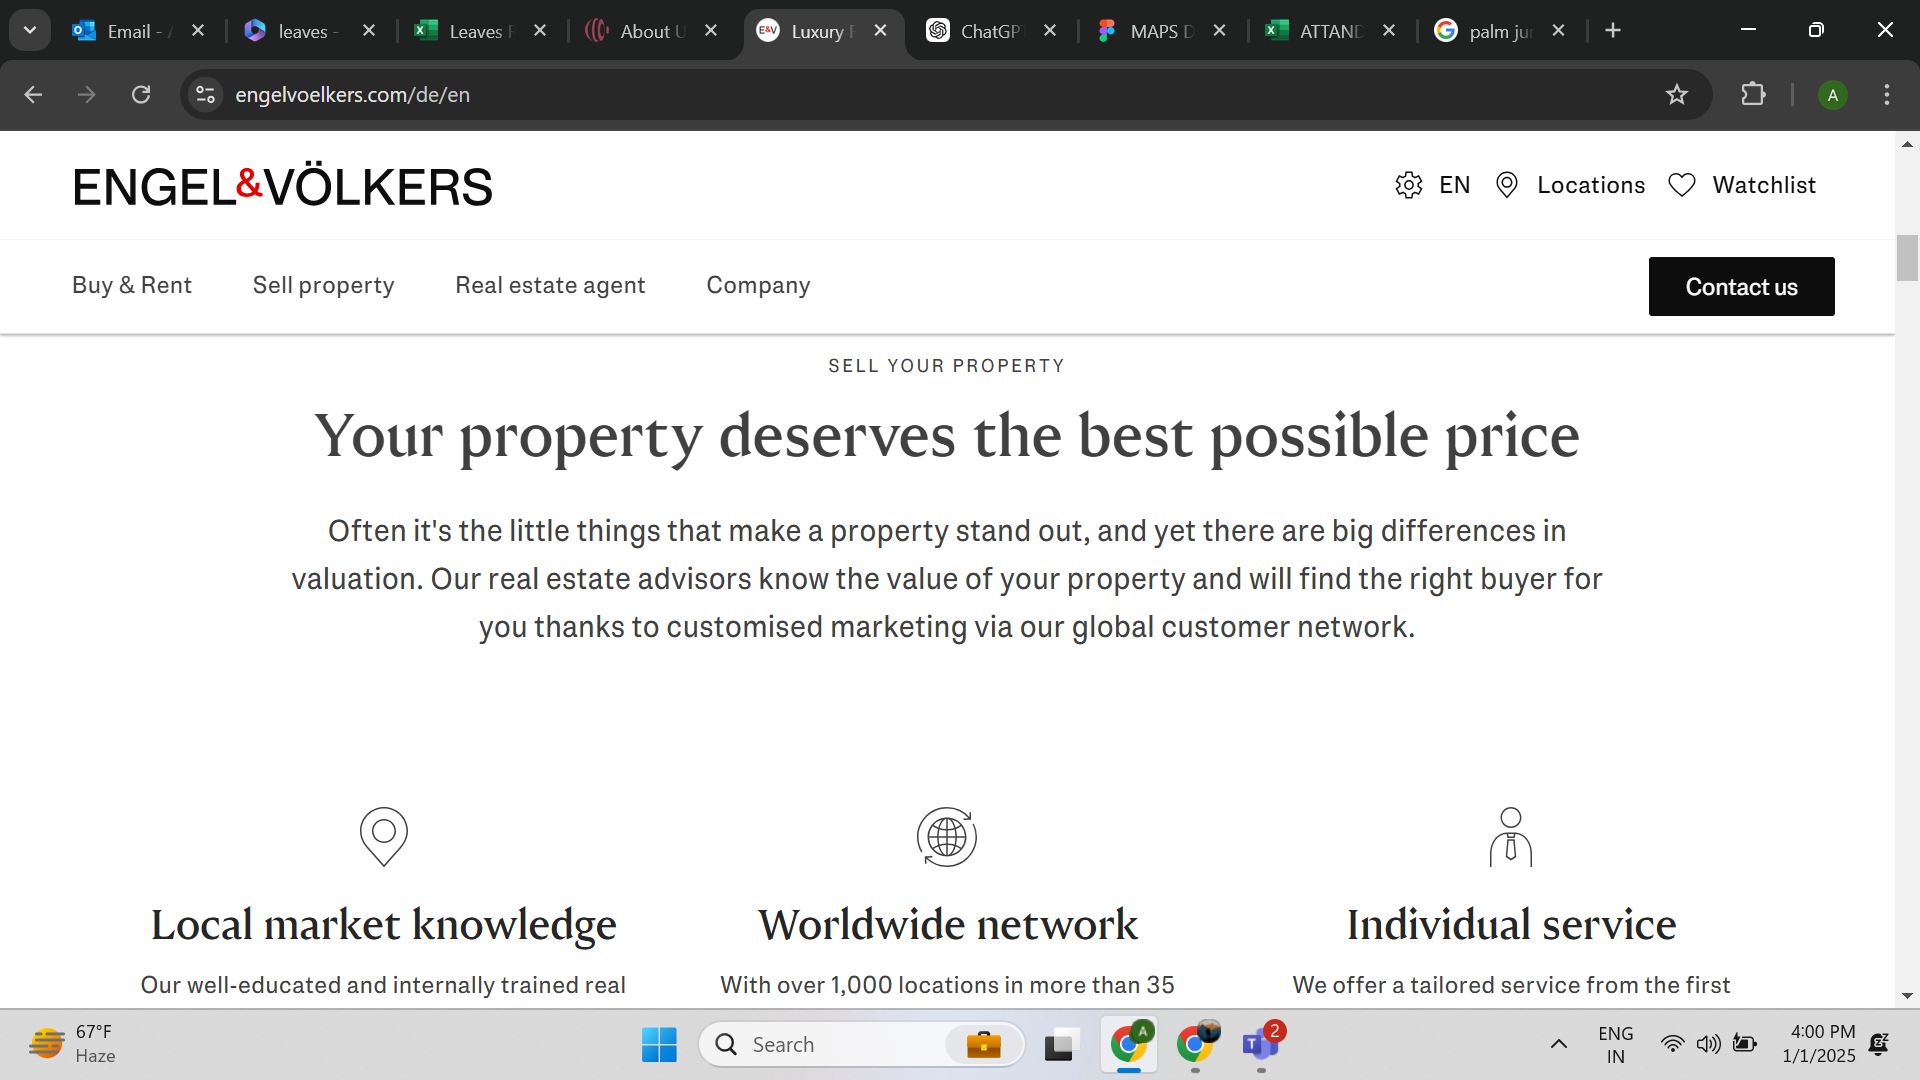 Email -
leaves -
Leaves
About U
E&V
Luxury
ChatGPT
MAPS D
ATTAND
palm ju
engelvoelkers.com/de/en
A
ENGEL&VÖLKERS
EN
Locations
Watchlist
Buy & Rent
Sell property
Real estate agent
Company
Contact us
SELL YOUR PROPERTY
Your property deserves the best possible price
Often it's the little things that make a property stand out, and yet there are big differences in
valuation. Our real estate advisors know the value of your property and will find the right buyer for
you thanks to customised marketing via our global customer network.
Local market knowledge
Worldwide network
Individual service
Our well-educated and internally trained real
With over 1,000 locations in more than 35
We offer a tailored service from the first
67°F
Haze
Search
A
2
ENG
IN
4:00 PM
1/1/2025